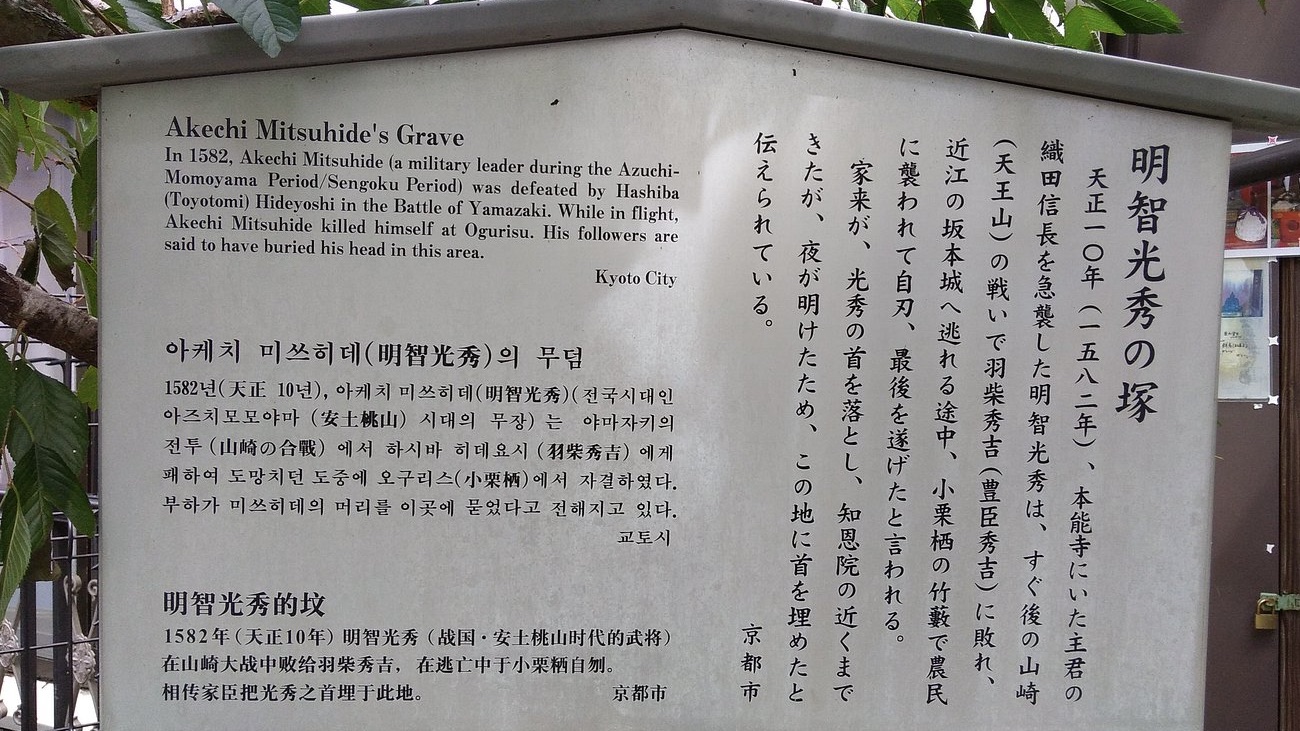 Akechi Mitsuhide's Grave
In 1582, Akechi Mitsuhide (a military leader during the Azuchi-
Momoyama Period/Sengoku Period) was defeated by Hashiba
(Toyotomi) Hideyoshi in the Battle of Yamazaki. While in flight,
Akechi Mitsuhide killed himself at Ogurisu. His followers are
said to have buried his head in this area.
Kyoto City
아케치 미쓰히데(明智光秀)의 무덤
1582년(天正 10년), 아케치 미쓰히데(明智光秀)(전국시대인
아즈치모모야마 (安土桃山) 시대의 무장) 는 야마자키의
전투 (山崎の合戰) 에서 하시바 히데요시 (羽柴秀吉) 에게
패하여 도망치던 도중에 오구리스(小栗栖)에서 자결하였다.
부하가 미쓰히데의 머리를 이곳에 묻었다고 전해지고 있다.
교토시
明智光秀的坟
1582年(天正10年) 明智光秀 (战国·安土桃山时代的武将)
在山崎大战中败给羽柴秀吉，在逃亡中于小栗栖自刎。
相传家臣把光秀之首埋于此地。 京都市
明智光秀の塚
天正一〇年(一五八二年)、本能寺にいた主君の
織田信長を急襲した明智光秀は、すぐ後の山崎
(天王山)の戦いで羽柴秀吉(豊臣秀吉)に敗れ、
近江の坂本城へ逃れる途中、小栗栖の竹藪で農民
に襲われて自刃、最後を遂げたと言われる。
家来が、光秀の首を落とし、知恩院の近くまで
きたが、夜が明けたため、この地に首を埋めたと
伝えられている。
京都市